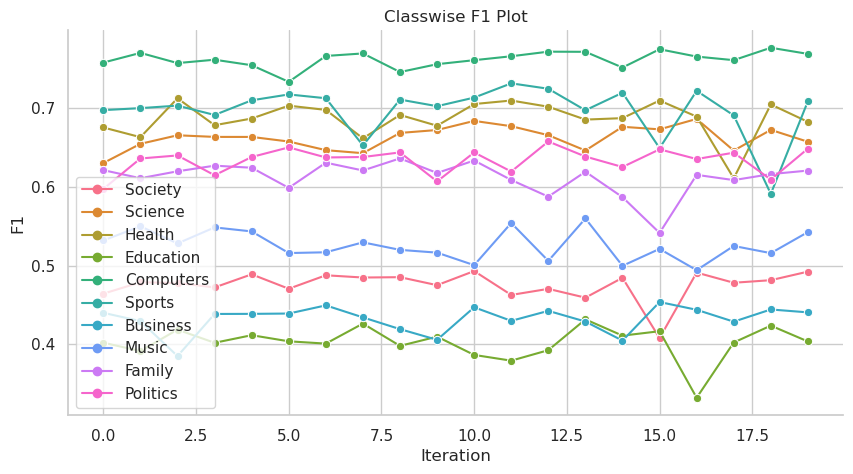 Classwise F1 Plot
F1
0.7
0.6
0.5
0.4
Society
Science
Health
Education
Computers
Sports
Business
Music
Family
Politics
0.0 2.5 5.0 7.5 10.0 12.5 15.0 17.5
Iteration